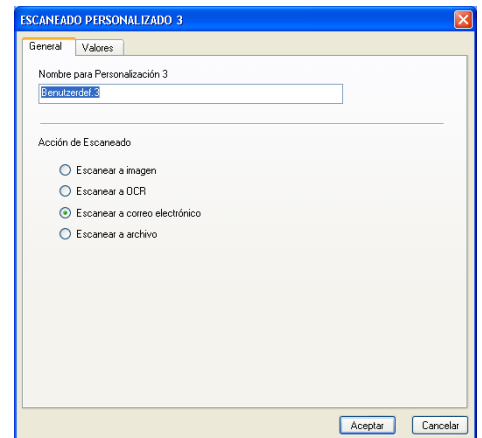 ESCANEADO PERSONALIZADO 3
General Valores
Nombre para Personalización 3
Benutzerdef.3
Acción de Escaneado
Escanear a imagen
Escanear a OCR
Escanear a correo electrónico
Escanear a archivo
Aceptar Cancelar